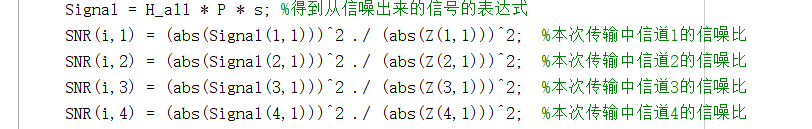 Signal = H_all * P * s; %得到从信噪出来的信号的表达式
SNR(i,1) = (abs(Signal(1,1)))^2 ./ (abs(Z(1,1)))^2;  %本次传输中信道1的信噪比
SNR(i,2) = (abs(Signal(2,1)))^2 ./ (abs(Z(2,1)))^2;  %本次传输中信道2的信噪比
SNR(i,3) = (abs(Signal(3,1)))^2 ./ (abs(Z(3,1)))^2;  %本次传输中信道3的信噪比
SNR(i,4) = (abs(Signal(4,1)))^2 ./ (abs(Z(4,1)))^2;  %本次传输中信道4的信噪比